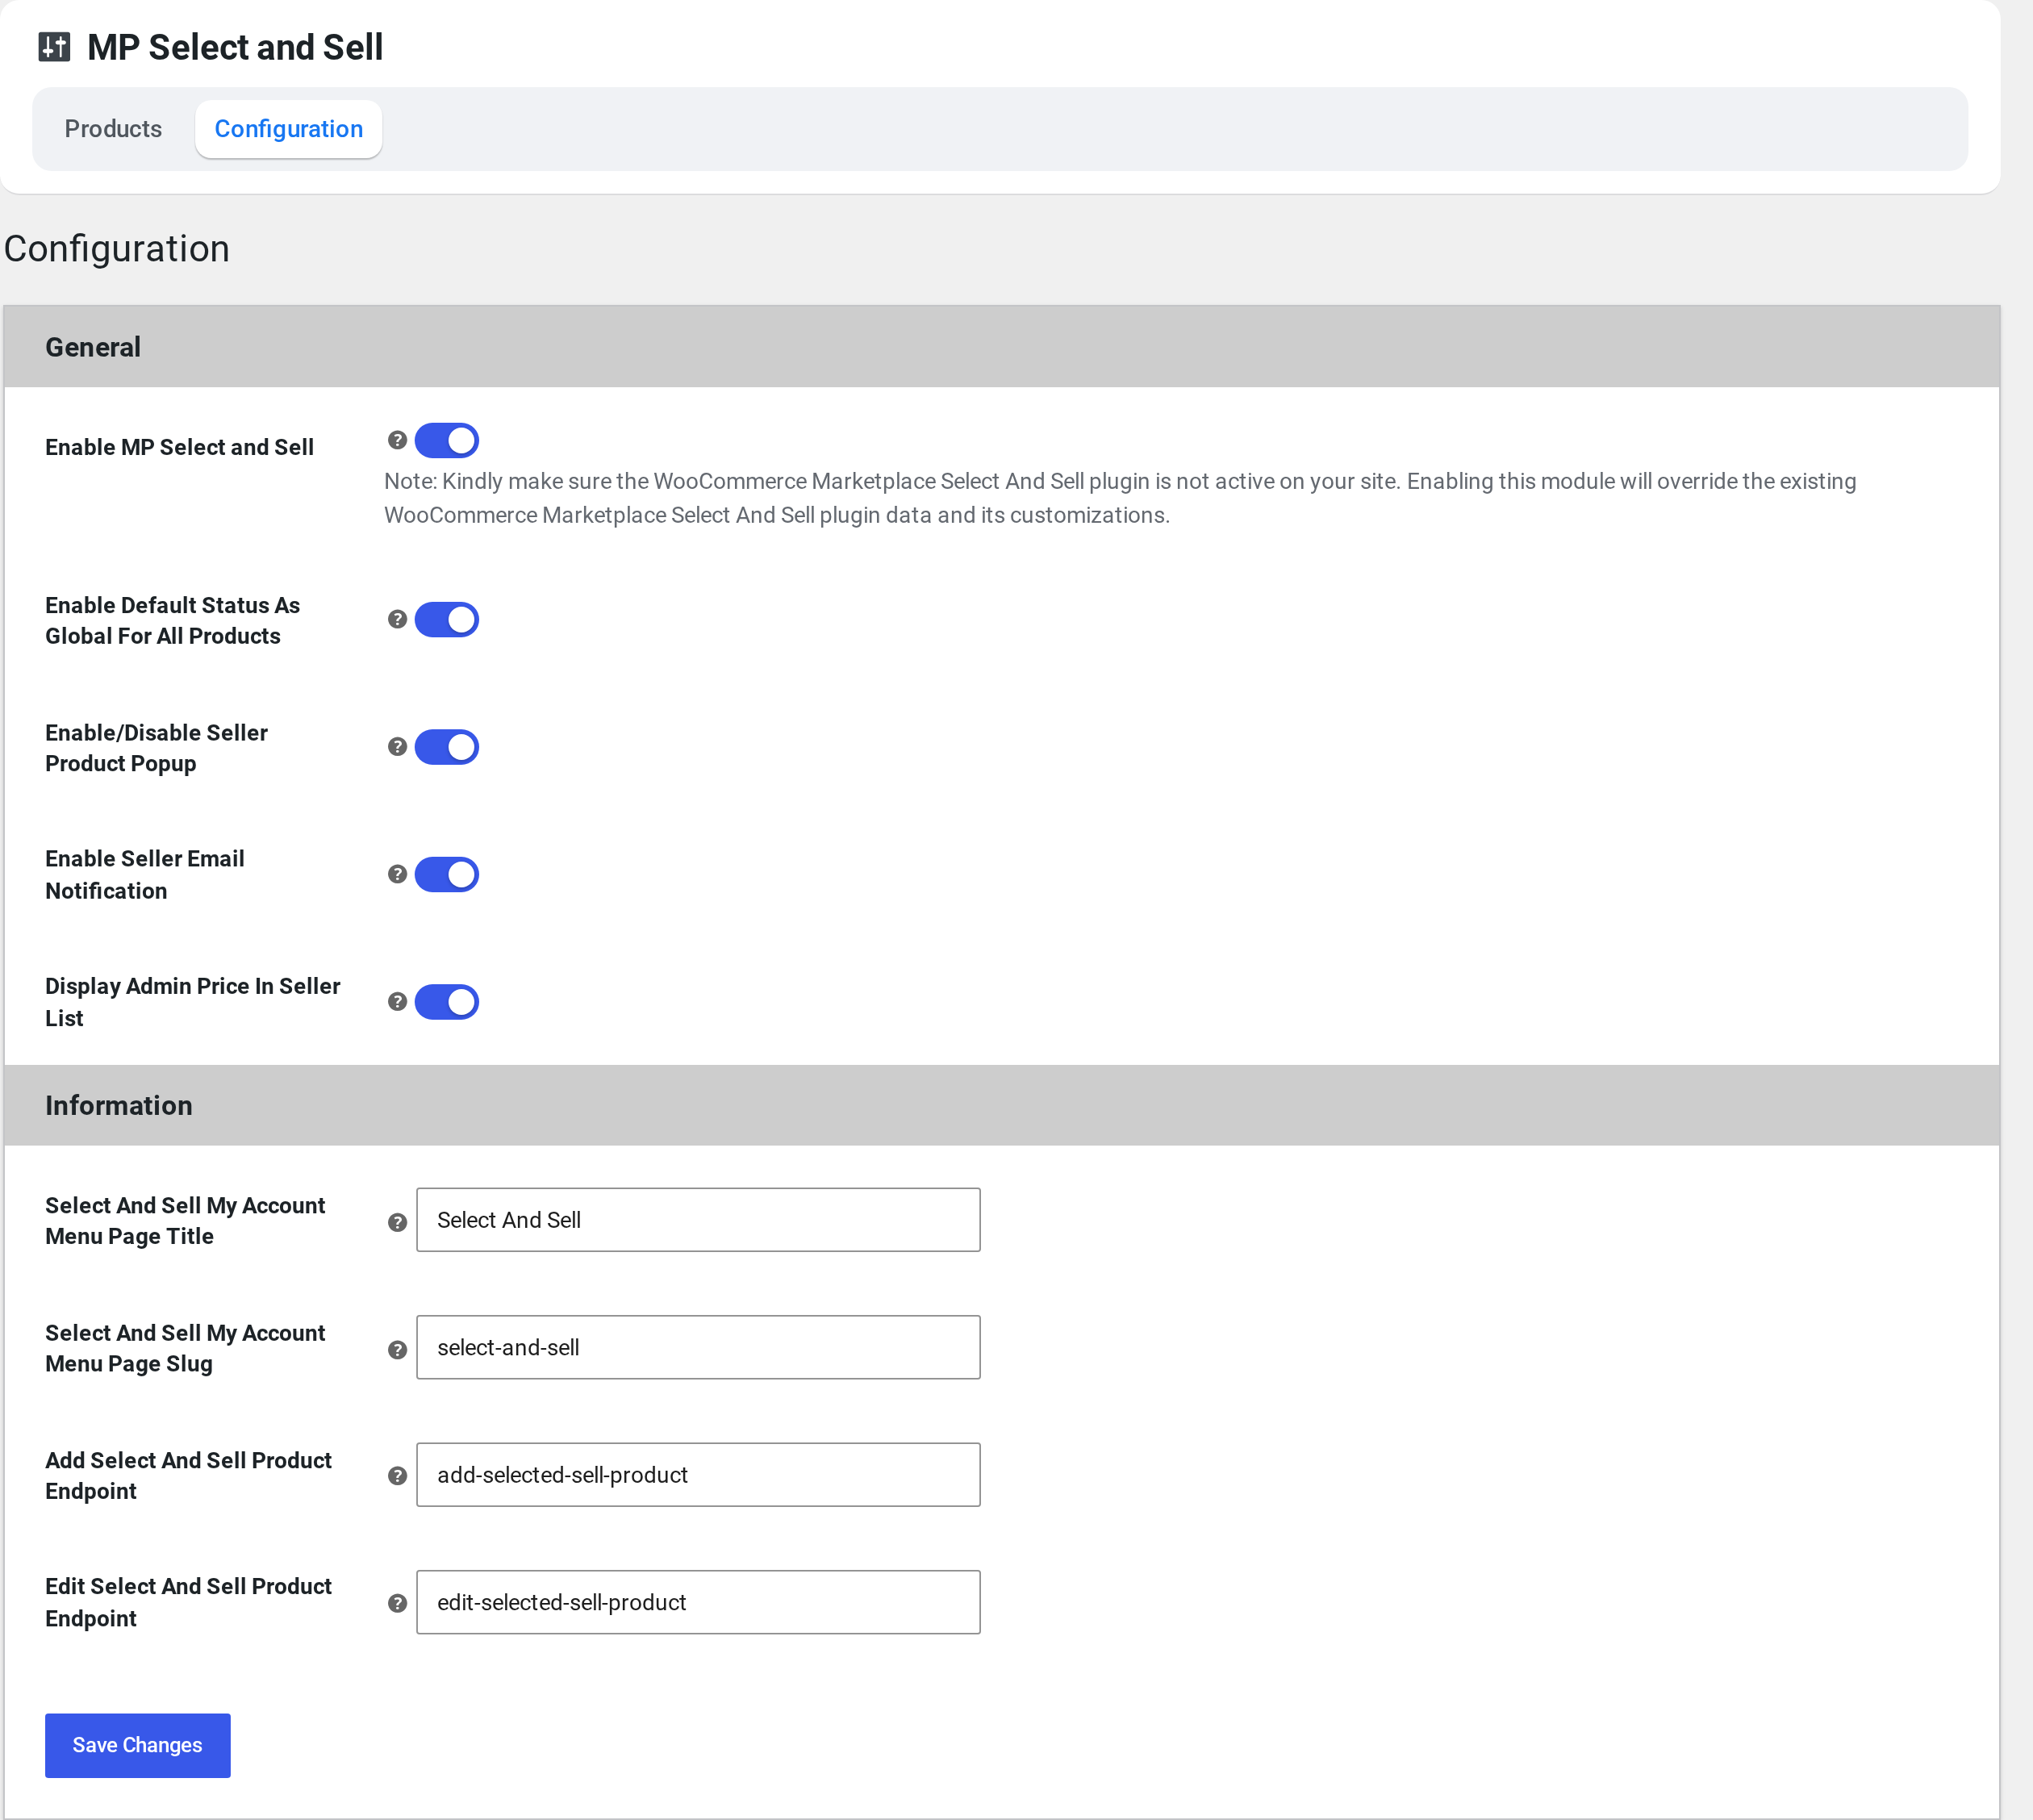 MP Select and Sell
Products
Configuration
Configuration
General
Enable MP Select and Sell
?
Note: Kindly make sure the WooCommerce Marketplace Select And Sell plugin is not active on your site. Enabling this module will override the existing
WooCommerce Marketplace Select And Sell plugin data and its customizations.
Enable Default Status As
Global For All Products
?
Enable/Disable Seller
Product Popup
?
Enable Seller Email
Notification
?
Display Admin Price In Seller
List
?
Information
Select And Sell My Account
Menu Page Title
?
Select And Sell
Select And Sell My Account
Menu Page Slug
?
select-and-sell
Add Select And Sell Product
Endpoint
?
add-selected-sell-product
Edit Select And Sell Product
Endpoint
?
edit-selected-sell-product
Save Changes